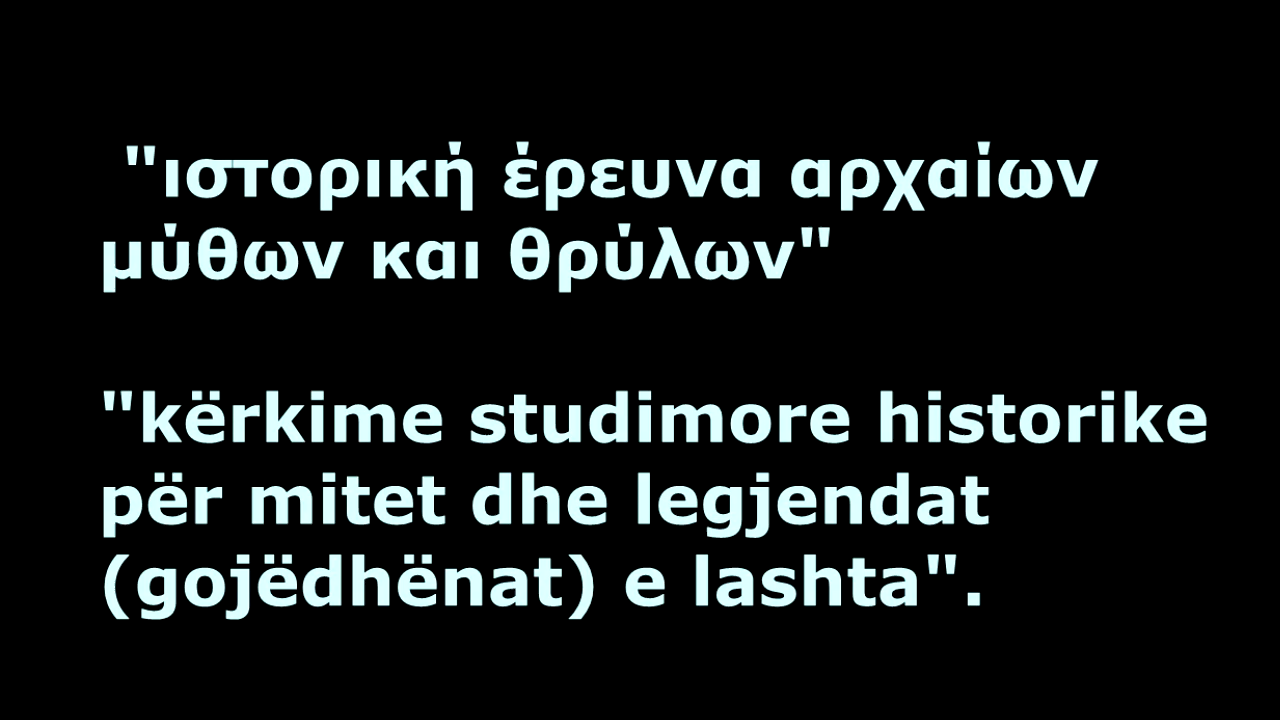 "ιστορική έρευνα αρχαίων
μύθων και θρύλων"
"kërkime studimore historike
për mitet dhe legjendat
(gojëdhënat) e lashta".